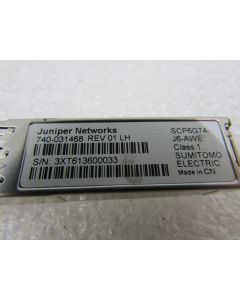 Juniper Networks
740-031468 REV 01 LH
S/N: 3XT613600033
SCP6G74-
J6-AWE
Class 1
SUMITOMO
ELECTRIC
Made in CN